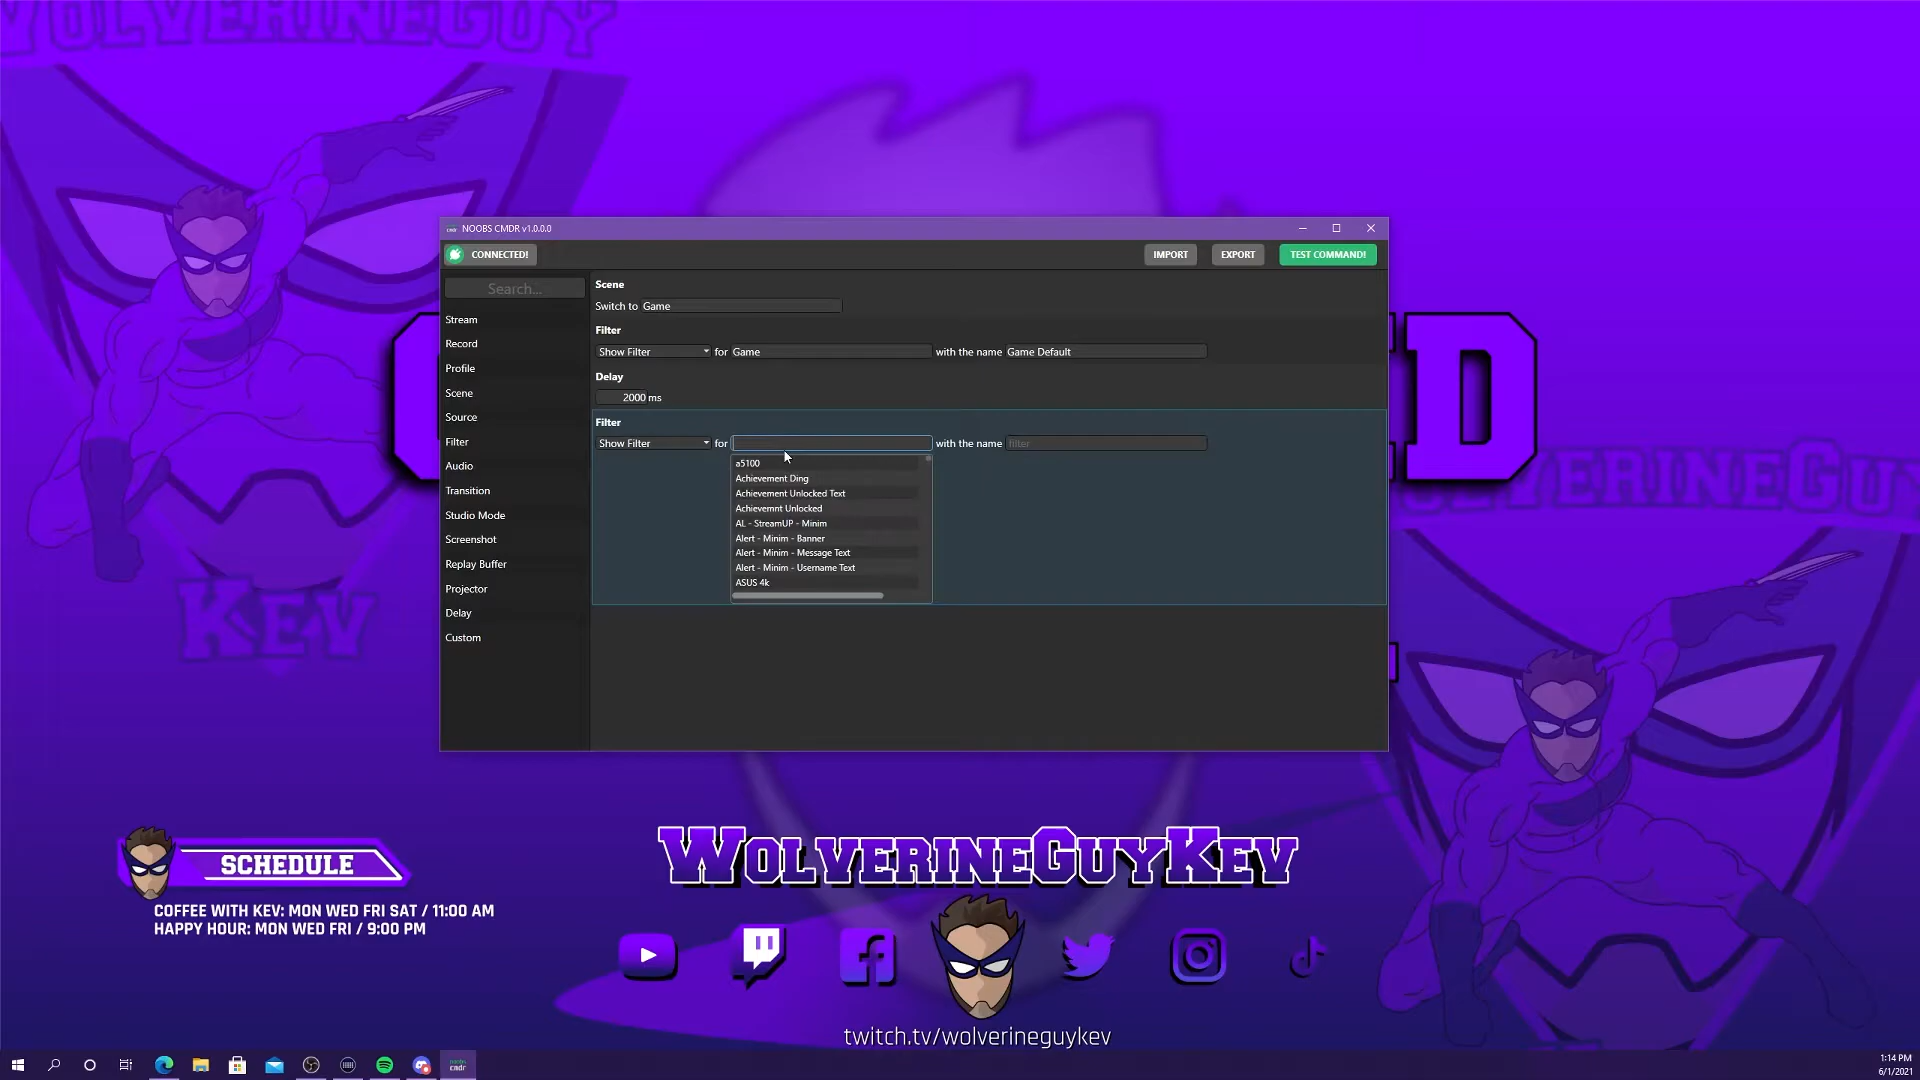 WOLVERINEGUY
NOOBS CMDR v1.0.0.0
CONNECTED!
IMPORT
EXPORT
TEST COMMAND!
Search...
Stream
Record
Profile
Scene
Source
Filter
Audio
Transition
Studio Mode
Screenshot
Replay Buffer
Projector
Delay
Custom
Scene
Switch to Game
Filter
Show Filter for Game with the name Game Default
Delay
2000 ms
Filter
Show Filter for with the name filter
a5100
Achievement Ding
Achievement Unlocked Text
Achievemnt Unlocked
AL - StreamUP - Minim
Alert - Minim - Banner
Alert - Minim - Message Text
Alert - Minim - Username Text
ASUS 4k
D
WOLVERINEGUY
KEV
SCHEDULE
COFFEE WITH KEV: MON WED FRI SAT / 11:00 AM
HAPPY HOUR: MON WED FRI / 9:00 PM
WOLVERINEGUYKEV
twitch.tv/wolverineguykev
noobs
cmdr
1:14 PM
6/1/2021